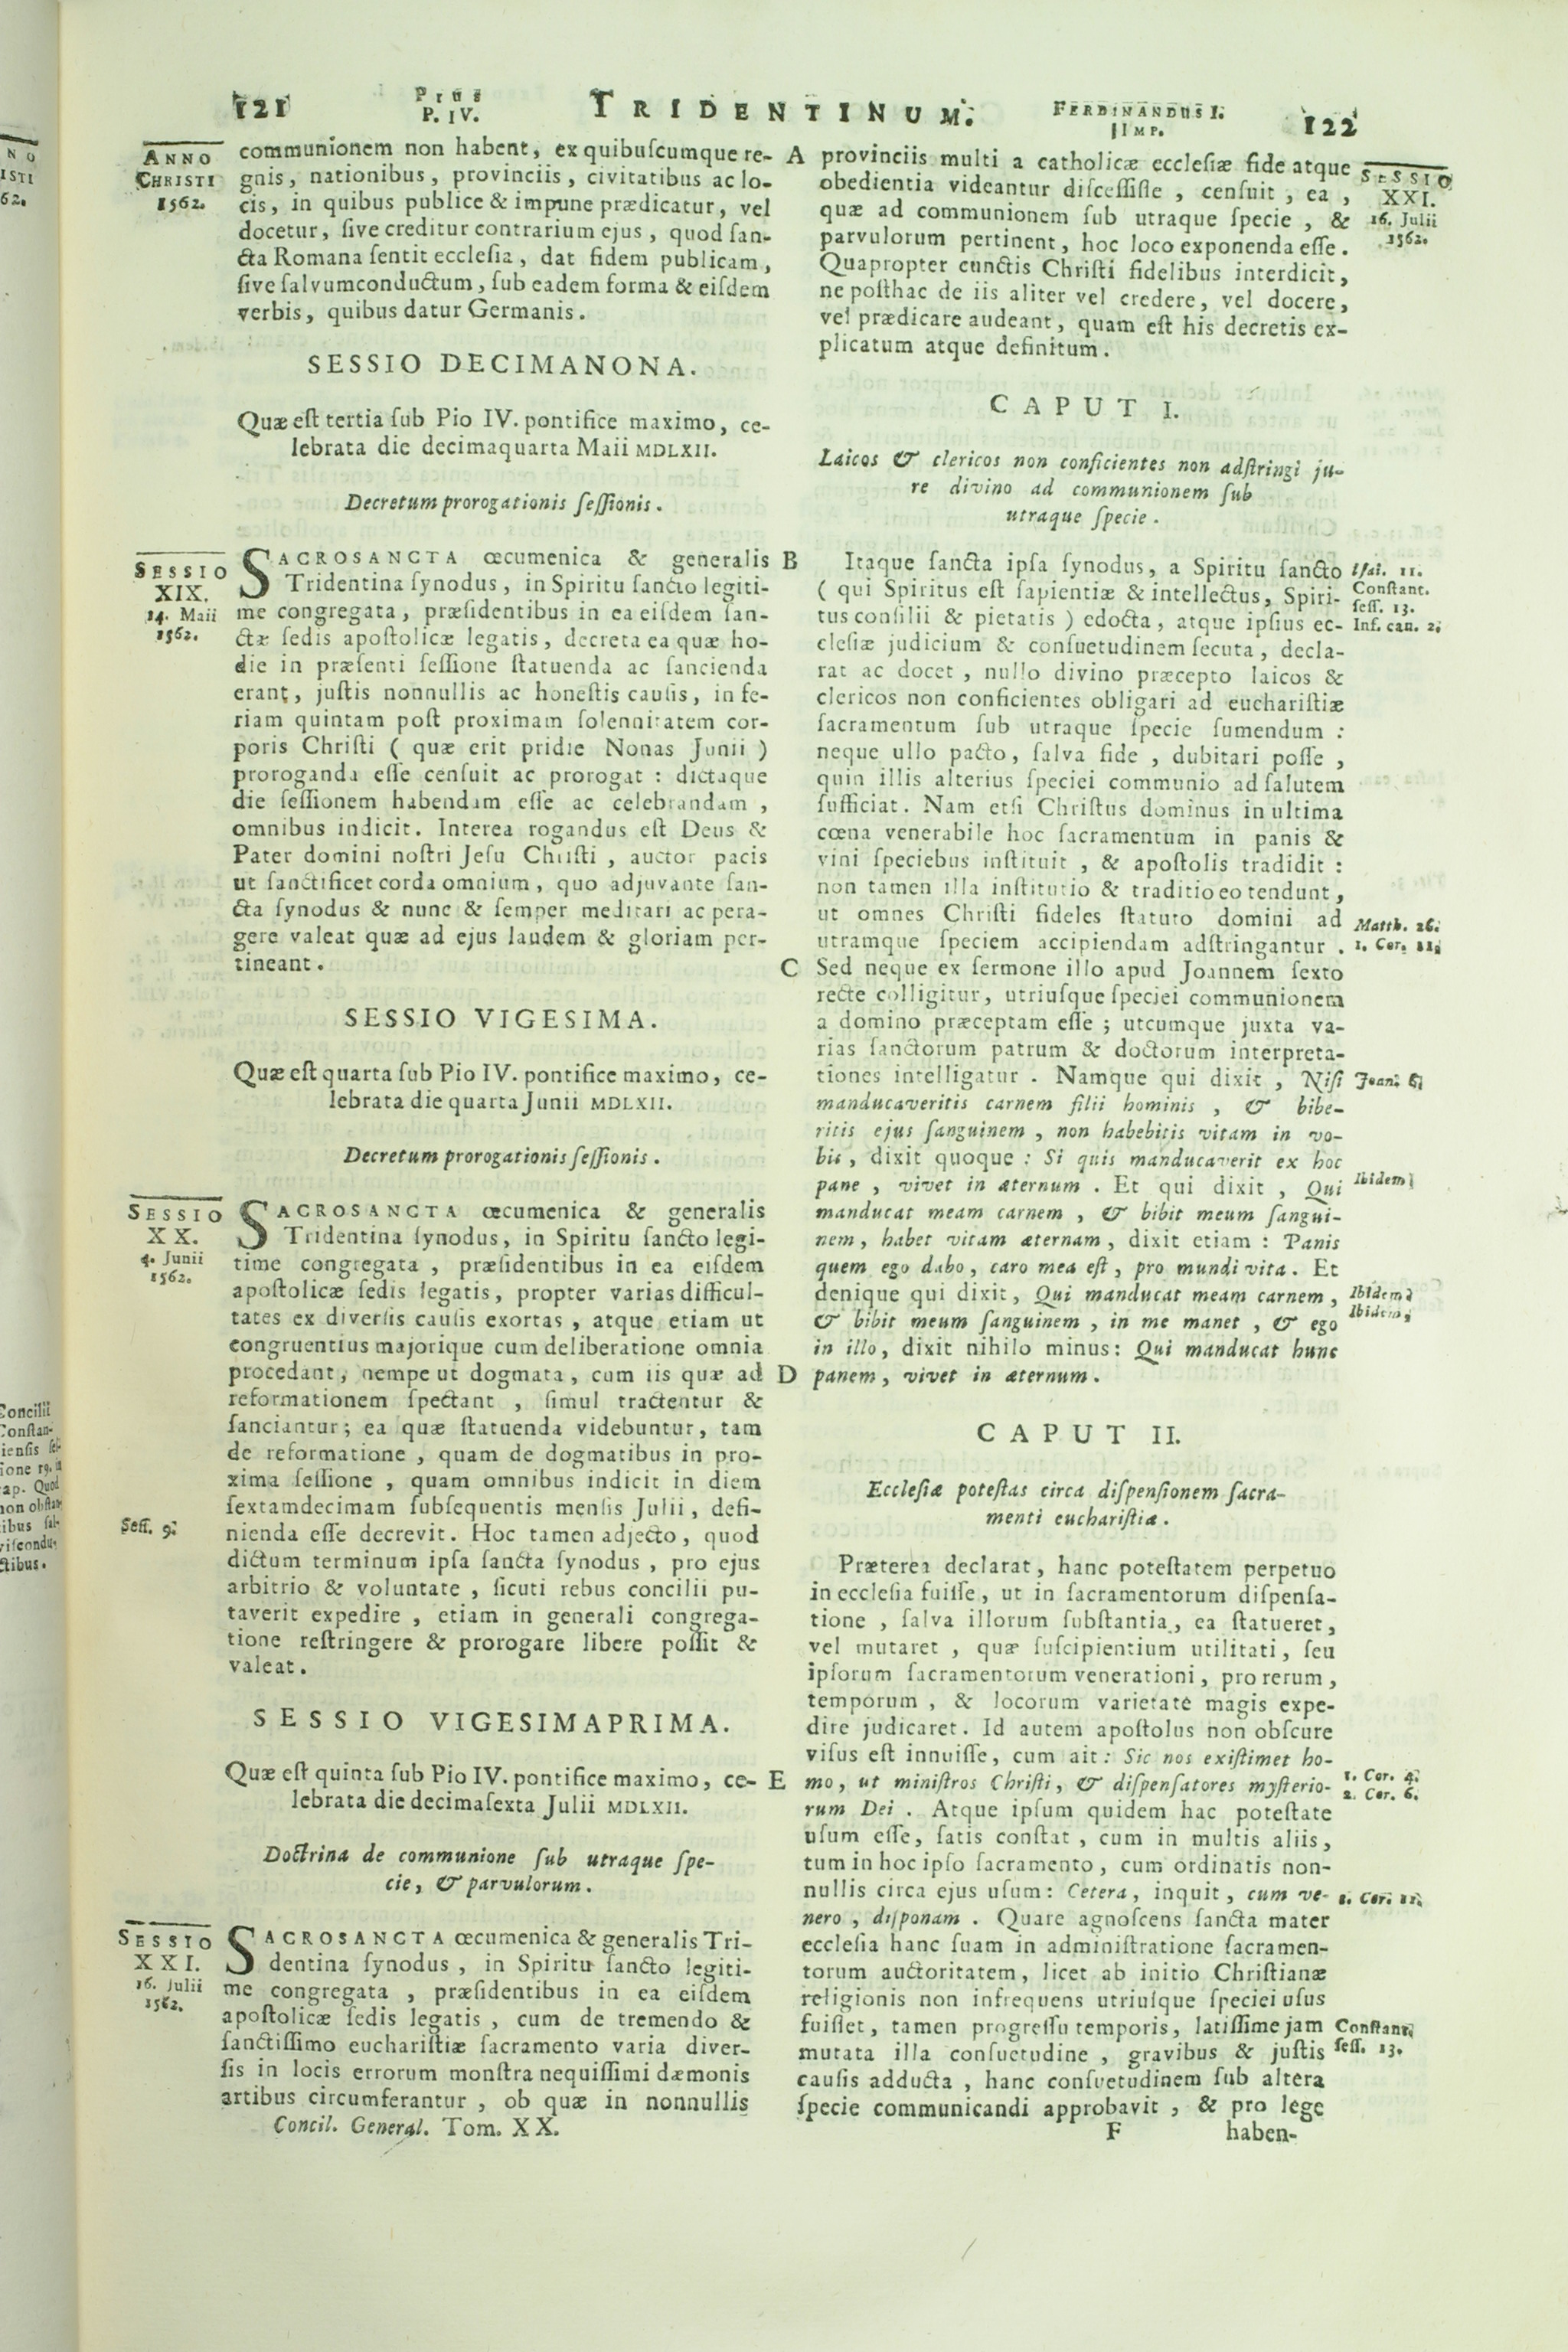 121
Pius
P. IV.
TRIDENTINUM.
FERDINANDUS I.
IMP.
122
ANNO
CHRISTI
1562.
communionem non habent, ex quibuſcumque re-
gnis, nationibus, provinciis, civitatibus ac lo-
cis, in quibus publice & impune prædicatur, vel
docetur, ſive creditur contrarium ejus, quod ſan-
cta Romana ſentit eccleſia, dat fidem publicam,
ſive ſalvumconductum, ſub eadem forma & eiſdem
verbis, quibus datur Germanis.
SESSIO DECIMANONA.
Quæ eſt tertia ſub Pio IV. pontifice maximo, ce-
lebrata die decimaquarta Maii MDLXII.
Decretum prorogationis ſeſſionis.
SESSIO
XIX.
14. Maii
1562.
SACROSANCTA œcumenica & generalis
Tridentina ſynodus, in Spiritu ſancto legiti-
me congregata, præſidentibus in ea eiſdem ſan-
ctæ ſedis apoſtolicæ legatis, decreta ea quæ ho-
die in præſenti ſeſſione ſtatuenda ac ſancienda
erant, juſtis nonnullis ac honeſtis cauſis, in fe-
riam quintam poſt proximam ſolennitatem cor-
poris Chriſti ( quæ erit pridie Nonas Junii )
proroganda eſſe cenſuit ac prorogat : dictaque
die ſeſſionem habendam eſſe ac celebrandam,
omnibus indicit. Interea rogandus eſt Deus &
Pater domini noſtri Jeſu Chriſti, auctor pacis
ut ſanctificet corda omnium, quo adjuvante ſan-
cta ſynodus & nunc & ſemper meditari ac pera-
gere valeat quæ ad ejus laudem & gloriam per-
tineant.
SESSIO VIGESIMA.
Quæ eſt quarta ſub Pio IV. pontifice maximo, ce-
lebrata die quarta Junii MDLXII.
Decretum prorogationis ſeſſionis.
SESSIO
XX.
4. Junii
1562.
SACROSANCTA œcumenica & generalis
Tridentina ſynodus, in Spiritu ſancto legi-
time congregata, præſidentibus in ea eiſdem
apoſtolicæ ſedis legatis, propter varias difficul-
tates ex diverſis cauſis exortas, atque etiam ut
congruentius majorique cum deliberatione omnia
procedant, nempe ut dogmata, cum iis quæ ad
reformationem ſpectant, ſimul tractentur &
ſanciantur; ea quæ ſtatuenda videbuntur, tam
de reformatione, quam de dogmatibus in pro-
xima ſeſſione, quam omnibus indicit in diem
ſextamdecimam ſubſequentis menſis Julii, defi-
Seſſ. 9.
nienda eſſe decrevit. Hoc tamen adjecto, quod
dictum terminum ipſa ſancta ſynodus, pro ejus
arbitrio & voluntate, ſicuti rebus concilii pu-
taverit expedire, etiam in generali congrega-
tione reſtringere & prorogare libere poſſit &
valeat.
SESSIO VIGESIMAPRIMA.
Quæ eſt quinta ſub Pio IV. pontifice maximo, ce-
lebrata die decimaſexta Julii MDLXII.
Doctrina de communione ſub utraque ſpe-
cie, & parvulorum.
SESSIO
XXI.
16. Julii
1562.
SACROSANCTA œcumenica & generalis Tri-
dentina ſynodus, in Spiritu ſancto legiti-
me congregata, præſidentibus in ea eiſdem
apoſtolicæ ſedis legatis, cum de tremendo &
ſanctiſſimo euchariſtiæ ſacramento varia diver-
ſis in locis errorum monſtra nequiſſimi dæmonis
artibus circumferantur, ob quæ in nonnullis
Concil. General. Tom. XX.
A
B
C
D
E
provinciis multi a catholicæ eccleſiæ fide atque
obedientia videantur diſceſſiſſe, cenſuit, ea,
quæ ad communionem ſub utraque ſpecie, &
parvulorum pertinent, hoc loco exponenda eſſe.
Quapropter cunctis Chriſti fidelibus interdicit,
ne poſthac de iis aliter vel credere, vel docere,
vel prædicare audeant, quam eſt his decretis ex-
plicatum atque definitum.
SESSIO
XXI.
16. Julii
1562.
CAPUT I.
Laicos & clericos non conficientes non adſtringi ju-
re divino ad communionem ſub
utraque ſpecie.
Itaque ſancta ipſa ſynodus, a Spiritu ſancto
( qui Spiritus eſt ſapientiæ & intellectus, Spiri-
tus conſilii & pietatis ) edocta, atque ipſius ec-
cleſiæ judicium & conſuetudinem ſecuta, decla-
rat ac docet, nullo divino præcepto laicos &
clericos non conficientes obligari ad euchariſtiæ
ſacramentum ſub utraque ſpecie ſumendum :
neque ullo pacto, ſalva fide, dubitari poſſe,
quin illis alterius ſpeciei communio ad ſalutem
ſufficiat. Nam etſi Chriſtus dominus in ultima
cœna venerabile hoc ſacramentum in panis &
vini ſpeciebus inſtituit, & apoſtolis tradidit :
non tamen illa inſtitutio & traditio eo tendunt,
ut omnes Chriſti fideles ſtatuto domini ad
utramque ſpeciem accipiendam adſtringantur.
Sed neque ex ſermone illo apud Joannem ſexto
recte colligitur, utriuſque ſpeciei communionem
a domino præceptam eſſe; utcumque juxta va-
rias ſanctorum patrum & doctorum interpreta-
tiones intelligatur. Namque qui dixit, Niſi
manducaveritis carnem filii hominis, & bibe-
ritis ejus ſanguinem, non habebitis vitam in vo-
bis, dixit quoque : Si quis manducaverit ex hoc
pane, vivet in æternum. Et qui dixit, Qui
manducat meam carnem, & bibit meum ſangui-
nem, habet vitam æternam, dixit etiam : Panis
quem ego dabo, caro mea eſt, pro mundi vita. Et
denique qui dixit, Qui manducat meam carnem,
& bibit meum ſanguinem, in me manet, & ego
in illo, dixit nihilo minus: Qui manducat hunc
panem, vivet in æternum.
Iſai. 11.
Conſtant.
ſeſſ. 13.
Inf. can. 2.
Matth. 26.
1. Cor. 11.
Joan. 6.
Ibidem.
Ibidem.
Ibidem.
CAPUT II.
Eccleſiæ poteſtas circa diſpenſionem ſacra-
menti euchariſtiæ.
Præterea declarat, hanc poteſtatem perpetuo
in eccleſia fuiſſe, ut in ſacramentorum diſpenſa-
tione, ſalva illorum ſubſtantia, ea ſtatueret,
vel mutaret, quæ ſuſcipientium utilitati, ſeu
ipſorum ſacramentorum venerationi, pro rerum,
temporum, & locorum varietate magis expe-
dire judicaret. Id autem apoſtolus non obſcure
viſus eſt innuiſſe, cum ait : Sic nos exiſtimet ho-
mo, ut miniſtros Chriſti, & diſpenſatores myſterio-
rum Dei. Atque ipſum quidem hac poteſtate
uſum eſſe, ſatis conſtat, cum in multis aliis,
tum in hoc ipſo ſacramento, cum ordinatis non-
nullis circa ejus uſum : Cetera, inquit, cum ve-
nero, diſponam. Quare agnoſcens ſancta mater
eccleſia hanc ſuam in adminiſtratione ſacramen-
torum auctoritatem, licet ab initio Chriſtianæ
religionis non infrequens utriuſque ſpeciei uſus
fuiſſet, tamen progreſſu temporis, latiſſime jam
mutata illa conſuetudine, gravibus & juſtis
cauſis adducta, hanc conſuetudinem ſub altera
ſpecie communicandi approbavit, & pro lege
1. Cor. 4.
2. Cor. 6.
1. Cor. 11.
Conſtant.
ſeſſ. 13.
F
haben-